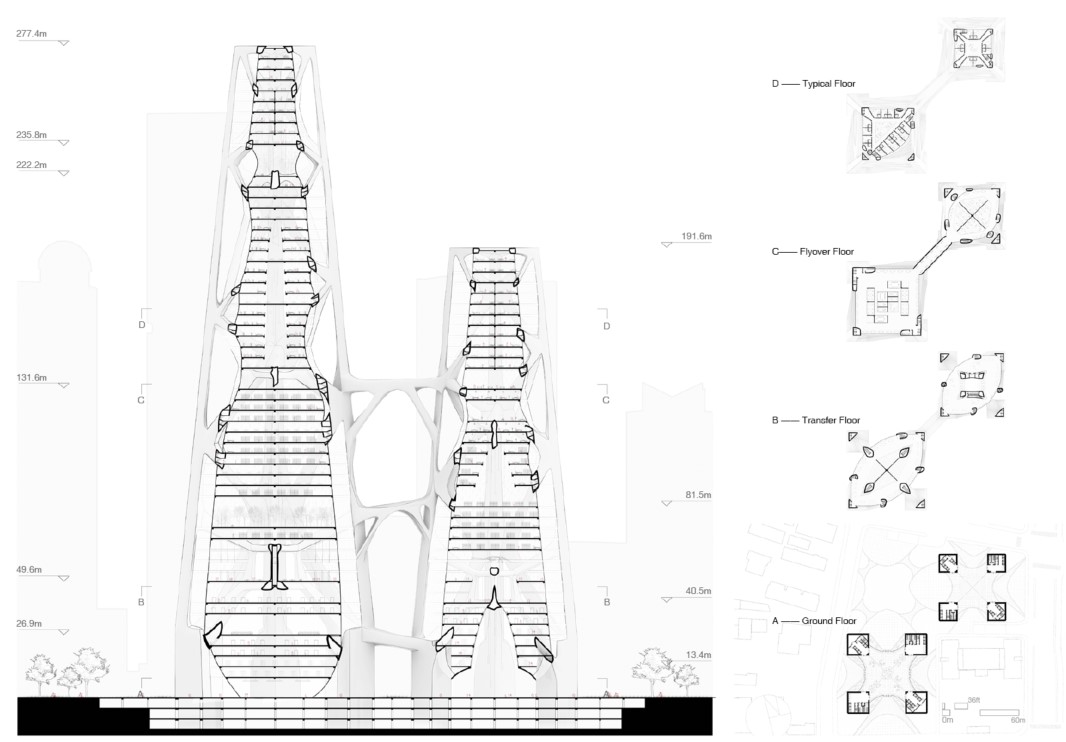 277.4m
235.8m
222.2m
191.6m
D
D
131.6m
C
C
81.5m
49.6m
40.5m
B
B
26.9m
13.4m
A
A
D —— Typical Floor
C —— Flyover Floor
B —— Transfer Floor
A —— Ground Floor
36ft
0m
60m